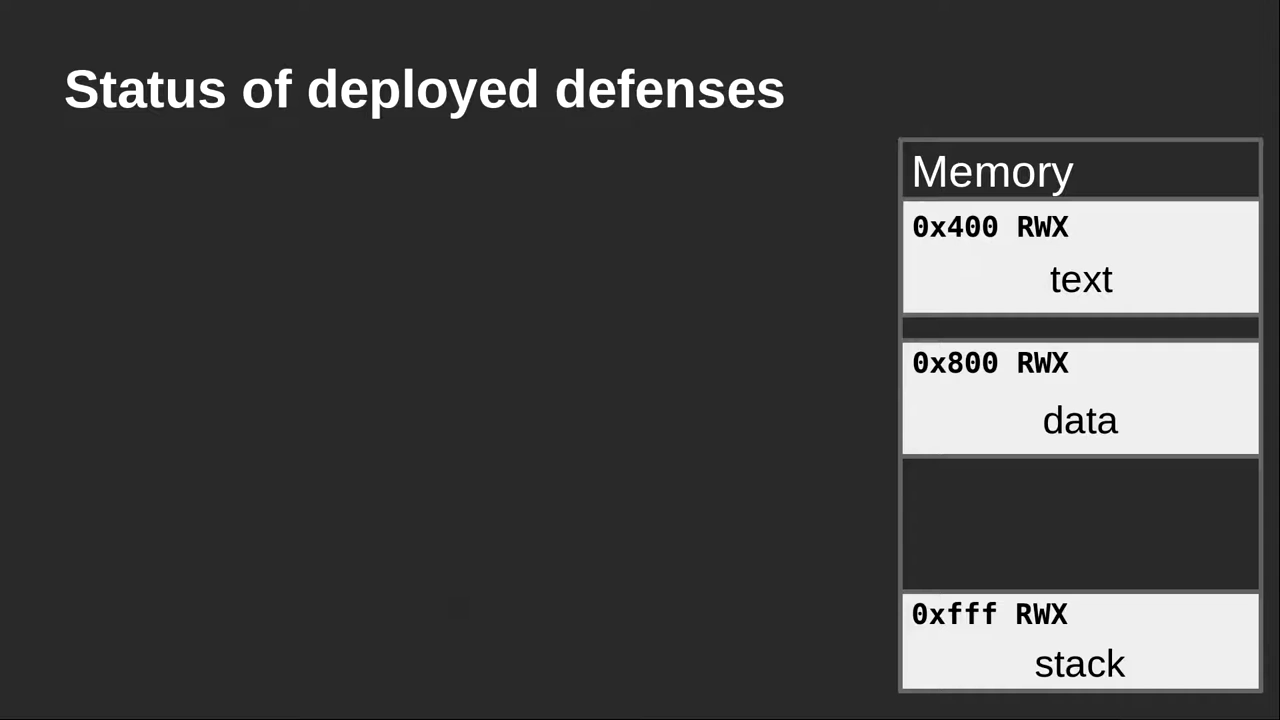 Status of deployed defenses
Memory
0x400 RWX
text
0x800 RWX
data
0xfff RWX
stack